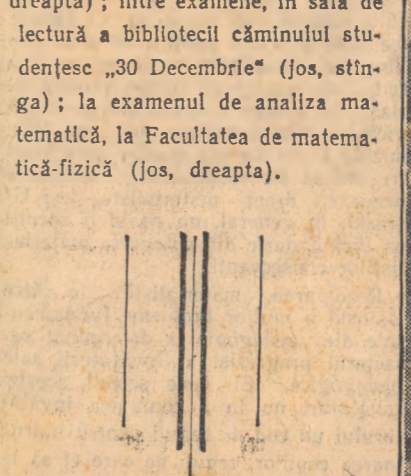 dreapta) ; între examene, în sala de
lectură a bibliotecii căminului stu-
dențesc „30 Decembrie“ (jos, stîn-
ga) ; la examenul de analiza ma-
tematică, la Facultatea de matema-
tică-fizică (jos, dreapta).